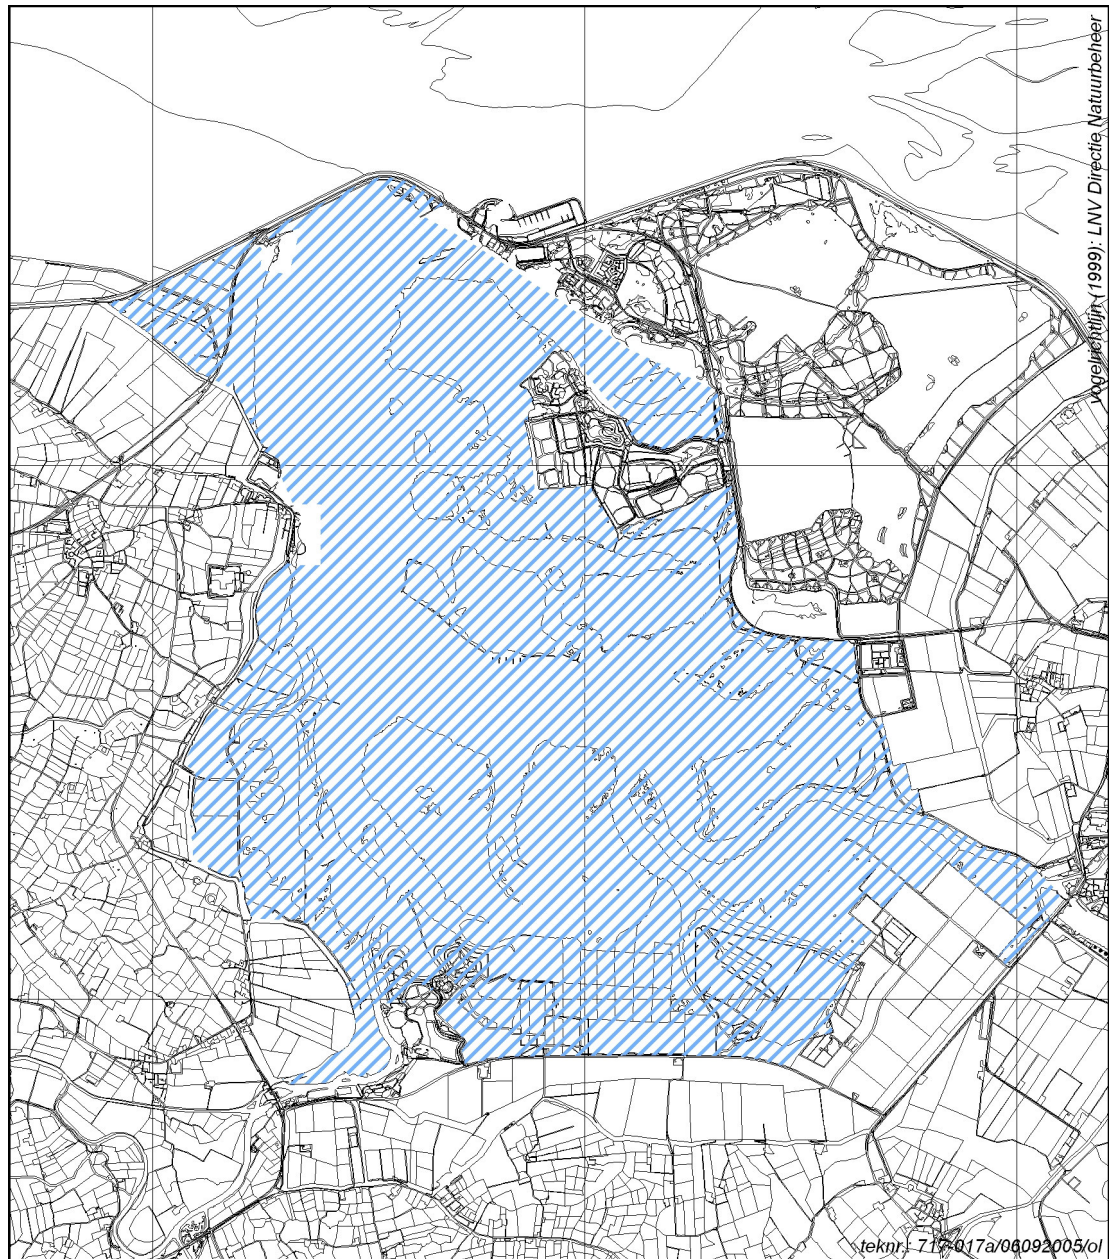 vogelrichtlijn (1999): LNV Directie Natuurbeheer
teknr.: 717-017a/06092005/ol